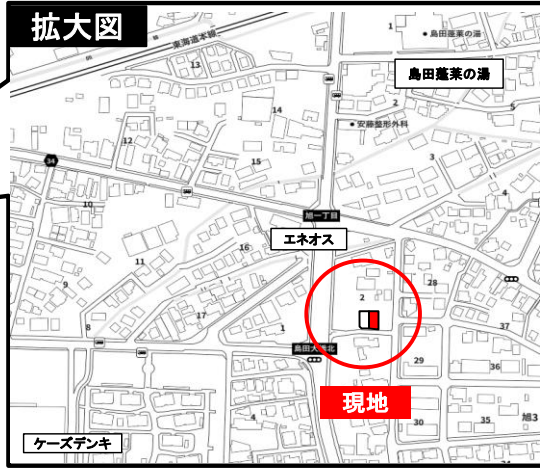 拡大図
東海道本線
1
島田蓬莱の湯
島田蓬莱の湯
13
14
2
5
安藤整形外科
12
15
3
34
4
10
旭一丁目
エネオス
16
11
9
2
28
17
8
1
37
島田大津北
29
36
現地
4
30
35
旭3
ケーズデンキ